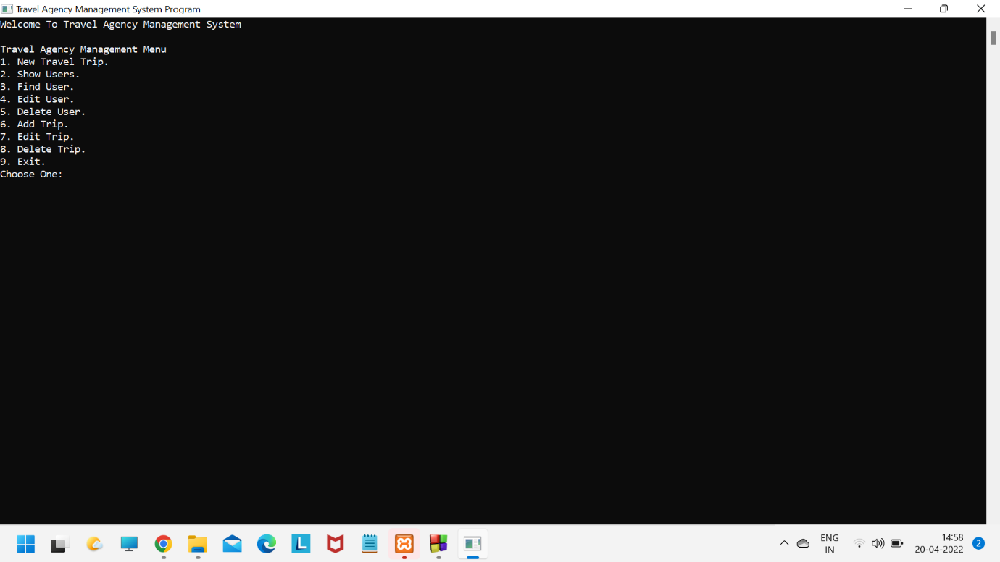 Travel Agency Management System Program
Welcome To Travel Agency Management System
Travel Agency Management Menu
1. New Travel Trip.
2. Show Users.
3. Find User.
4. Edit User.
5. Delete User.
6. Add Trip.
7. Edit Trip.
8. Delete Trip.
9. Exit.
Choose One:
L
ENG
IN
14:58
20-04-2022
2